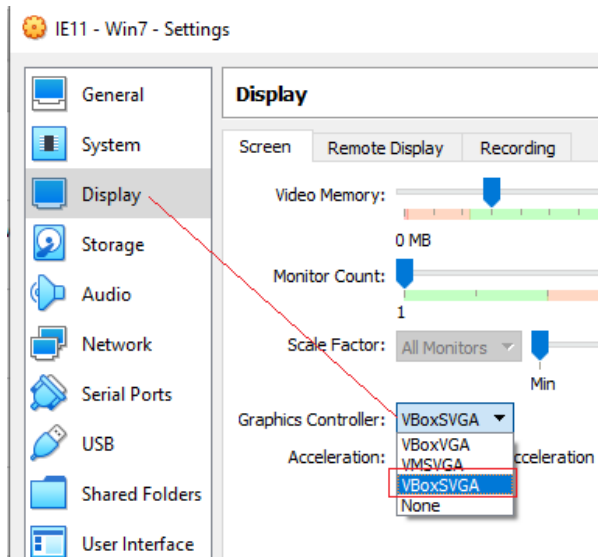 IE11 - Win7 - Settings
General
System
Display
Storage
Audio
Network
Serial Ports
USB
Shared Folders
User Interface
Display
Screen Remote Display Recording
Video Memory:
0 MB
Monitor Count:
1
Scale Factor: All Monitors
Min
Graphics Controller: VBoxSVGA
VBoxVGA
VMSVGA
VBoxSVGA
None
Acceleration: cceleration